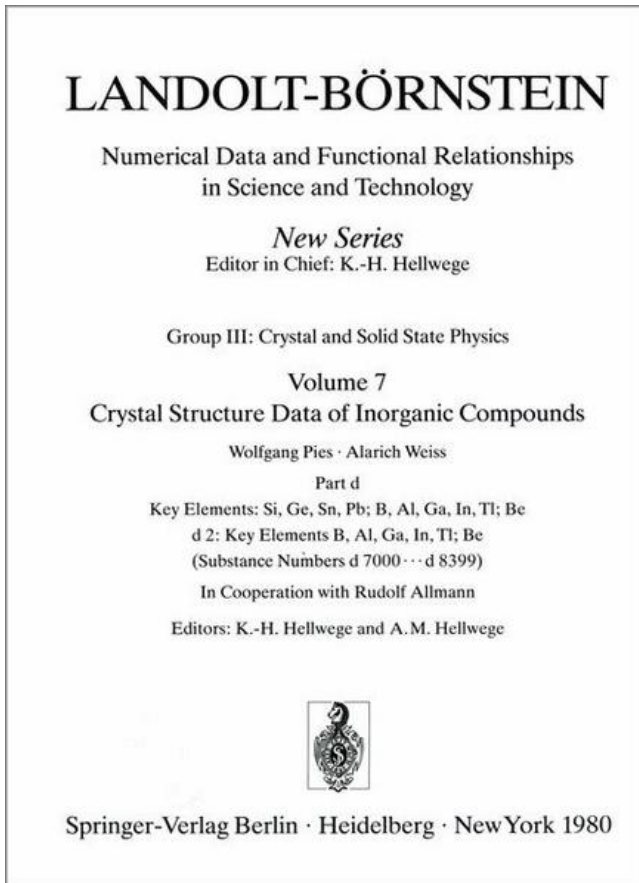 LANDOLT-BÖRNSTEIN
Numerical Data and Functional Relationships
in Science and Technology
New Series
Editor in Chief: K.-H. Hellwege
Group III: Crystal and Solid State Physics
Volume 7
Crystal Structure Data of Inorganic Compounds
Wolfgang Pies · Alarich Weiss
Part d
Key Elements: Si, Ge, Sn, Pb; B, Al, Ga, In, Tl; Be
d 2: Key Elements B, Al, Ga, In, Tl; Be
(Substance Numbers d 7000 ··· d 8399)
In Cooperation with Rudolf Allmann
Editors: K.-H. Hellwege and A. M. Hellwege
Springer-Verlag Berlin · Heidelberg · New York 1980